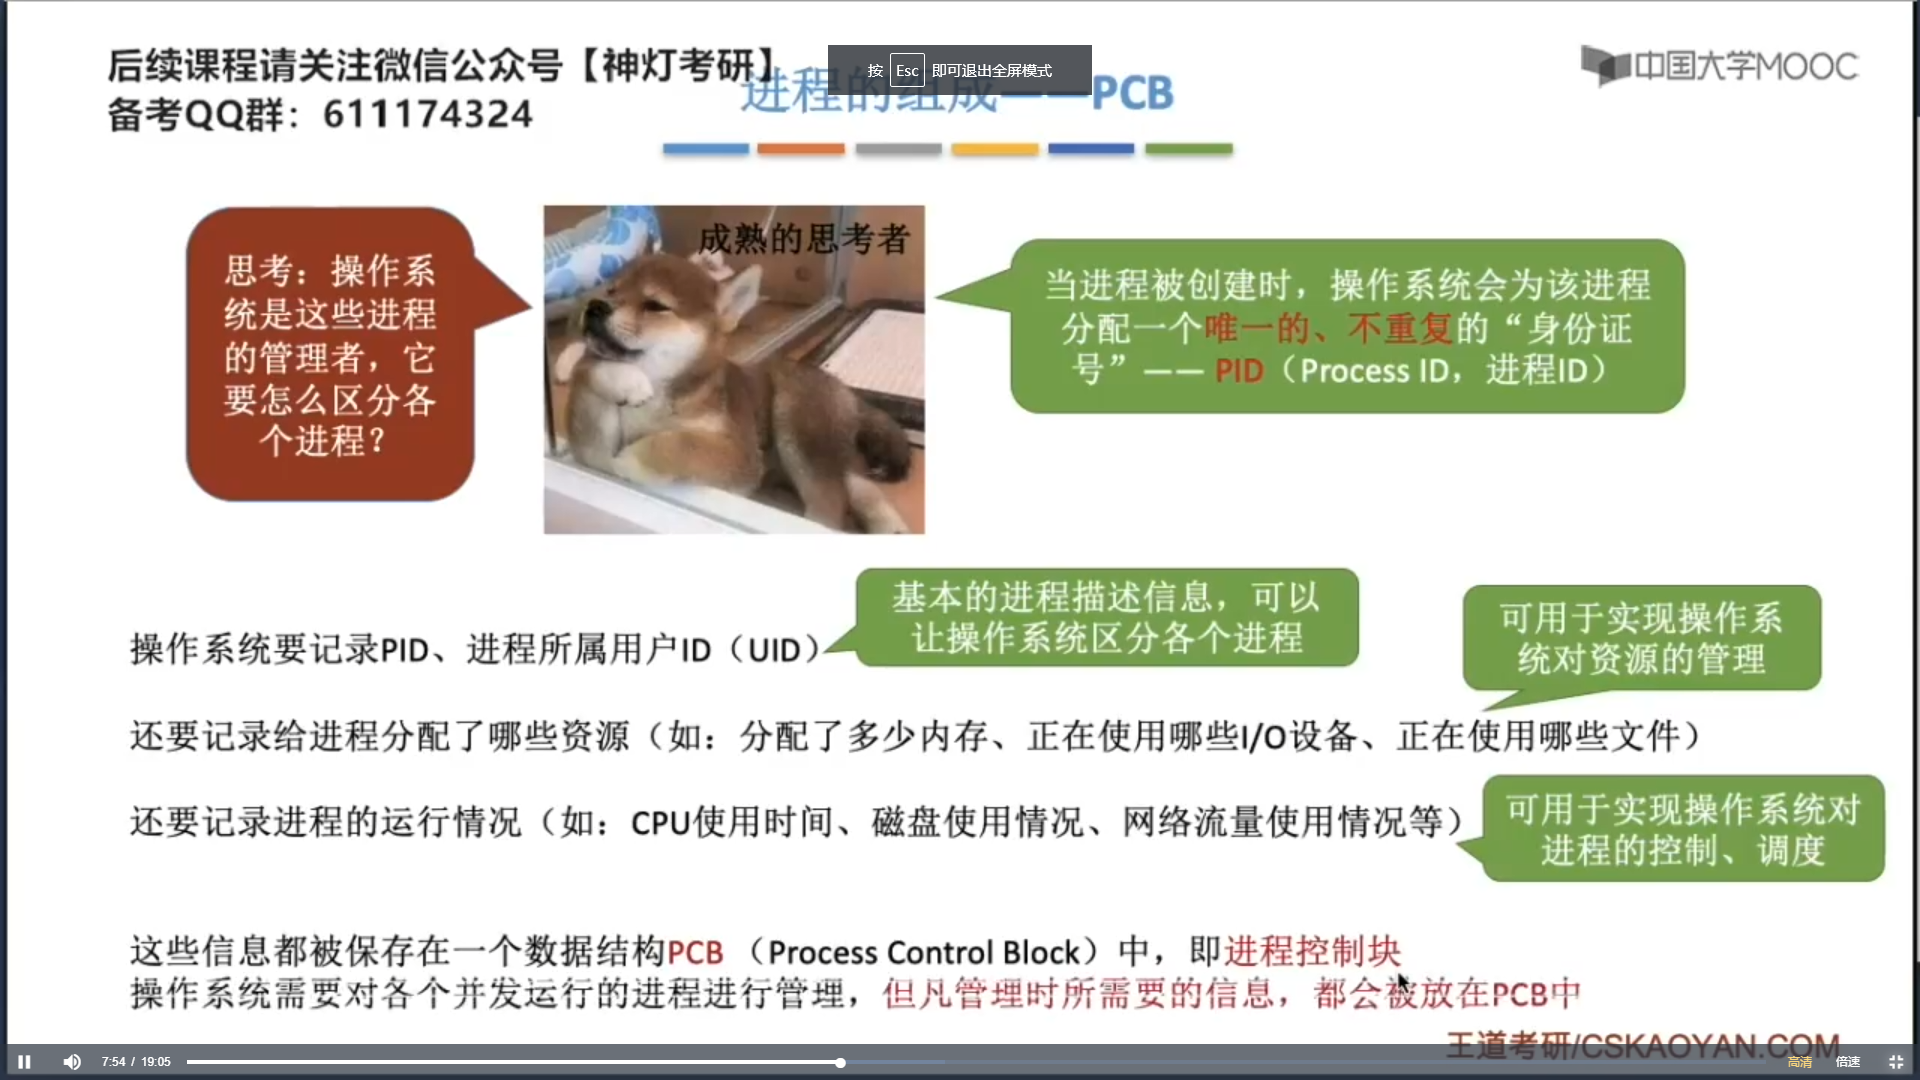 后续课程请关注微信公众号【神灯考研】
备考QQ群：611174324
按 Esc 即可退出全屏模式
进程的组成——PCB
中国大学MOOC
思考：操作系
统是这些进程
的管理者，它
要怎么区分各
个进程？
成熟的思考者
当进程被创建时，操作系统会为该进程
分配一个唯一的、不重复的“身份证
号”—— PID（Process ID，进程ID）
基本的进程描述信息，可以
让操作系统区分各个进程
操作系统要记录PID、进程所属用户ID（UID）
可用于实现操作系
统对资源的管理
还要记录给进程分配了哪些资源（如：分配了多少内存、正在使用哪些I/O设备、正在使用哪些文件）
还要记录进程的运行情况（如：CPU使用时间、磁盘使用情况、网络流量使用情况等）
可用于实现操作系统对
进程的控制、调度
这些信息都被保存在一个数据结构PCB （Process Control Block）中，即进程控制块
操作系统需要对各个并发运行的进程进行管理，但凡管理时所需要的信息，都会被放在PCB中
王道考研/CSKAOYAN.COM
7:54 / 19:05
高清
倍速